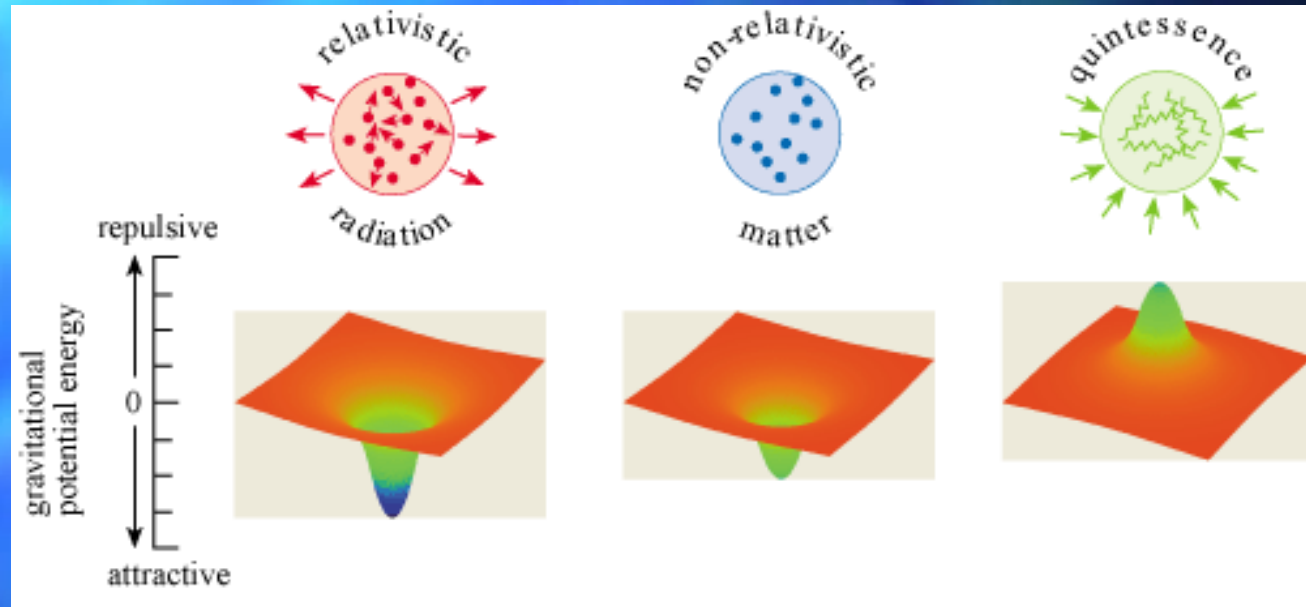 relativistic
radiation
non-relativistic
matter
quintessence
repulsive
0
attractive
gravitational
potential energy